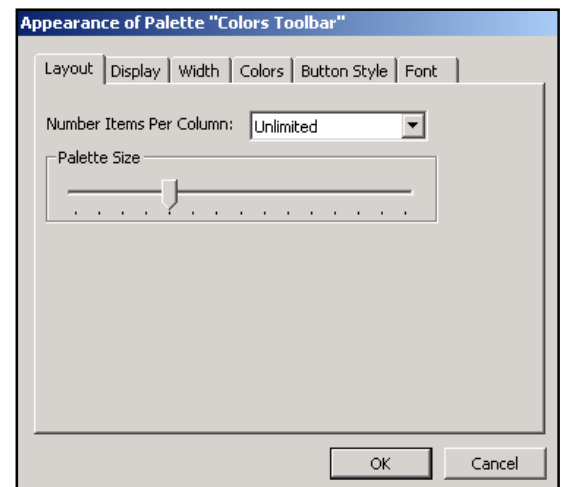 Appearance of Palette "Colors Toolbar"
Layout Display Width Colors Button Style Font
Number Items Per Column: Unlimited
Palette Size
OK Cancel